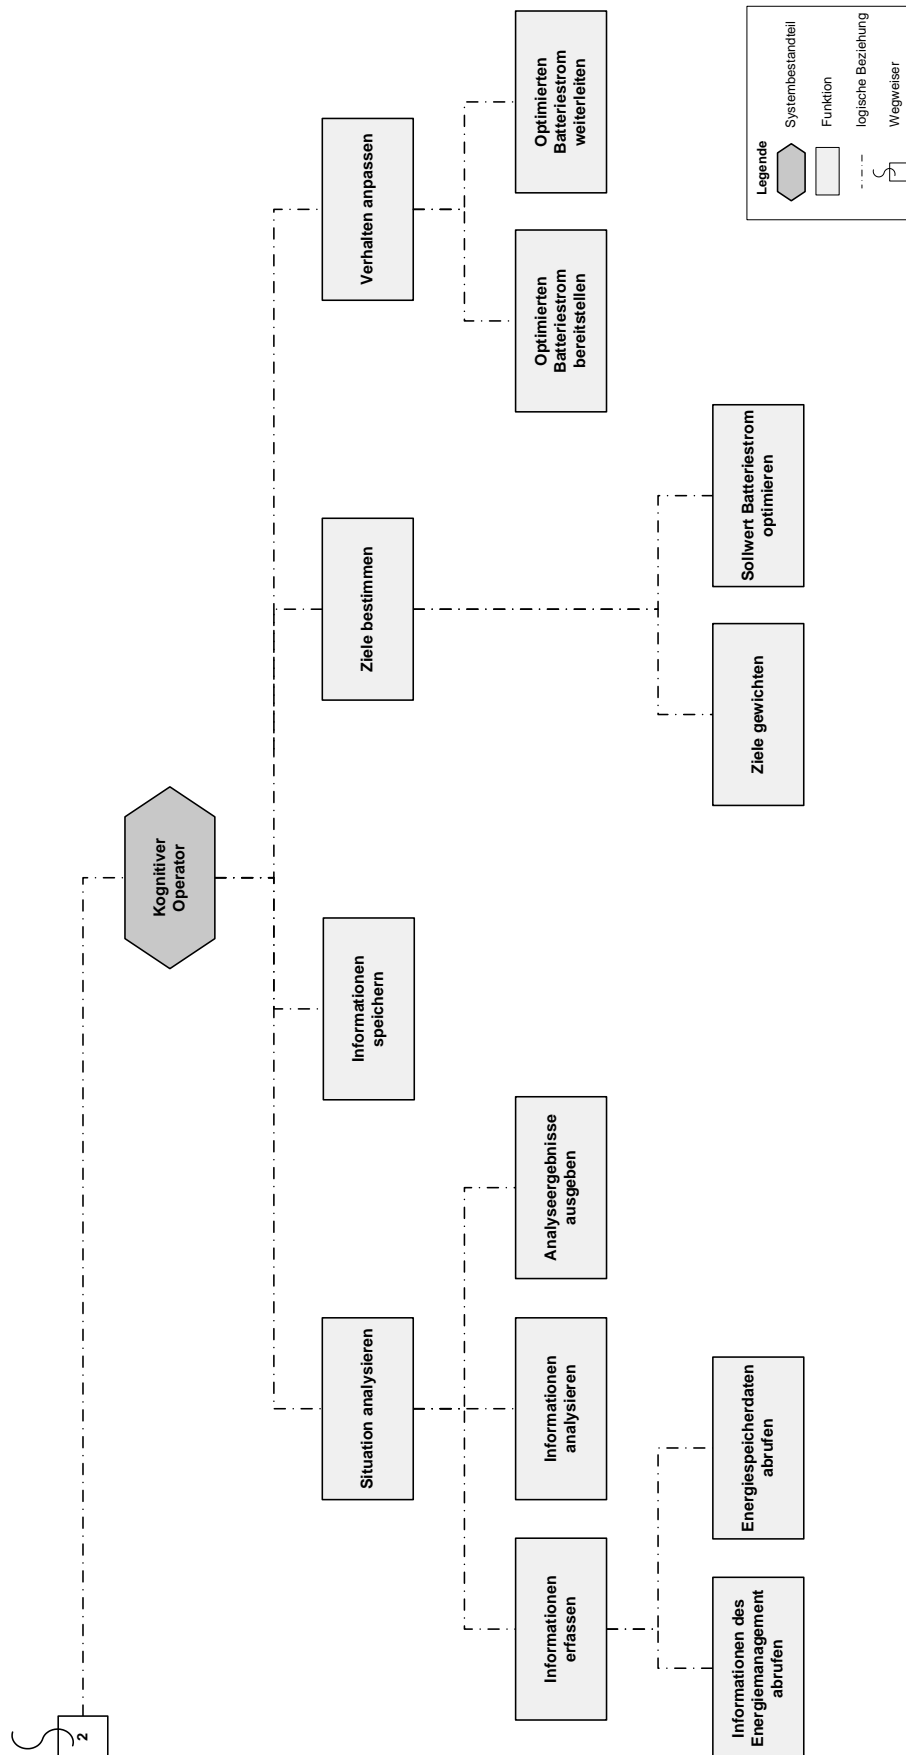 2
Kognitiver
Operator
Situation analysieren
Informationen
speichern
Ziele bestimmen
Verhalten anpassen
Informationen
erfassen
Informationen
analysieren
Analyseergebnisse
ausgeben
Optimierten
Batteriestrom
bereitstellen
Optimierten
Batteriestrom
weiterleiten
Informationen des
Energiemanagement
abrufen
Energiespeicherdaten
abrufen
Ziele gewichten
Sollwert Batteriestrom
optimieren
Legende
Systembestandteil
Funktion
logische Beziehung
Wegweiser